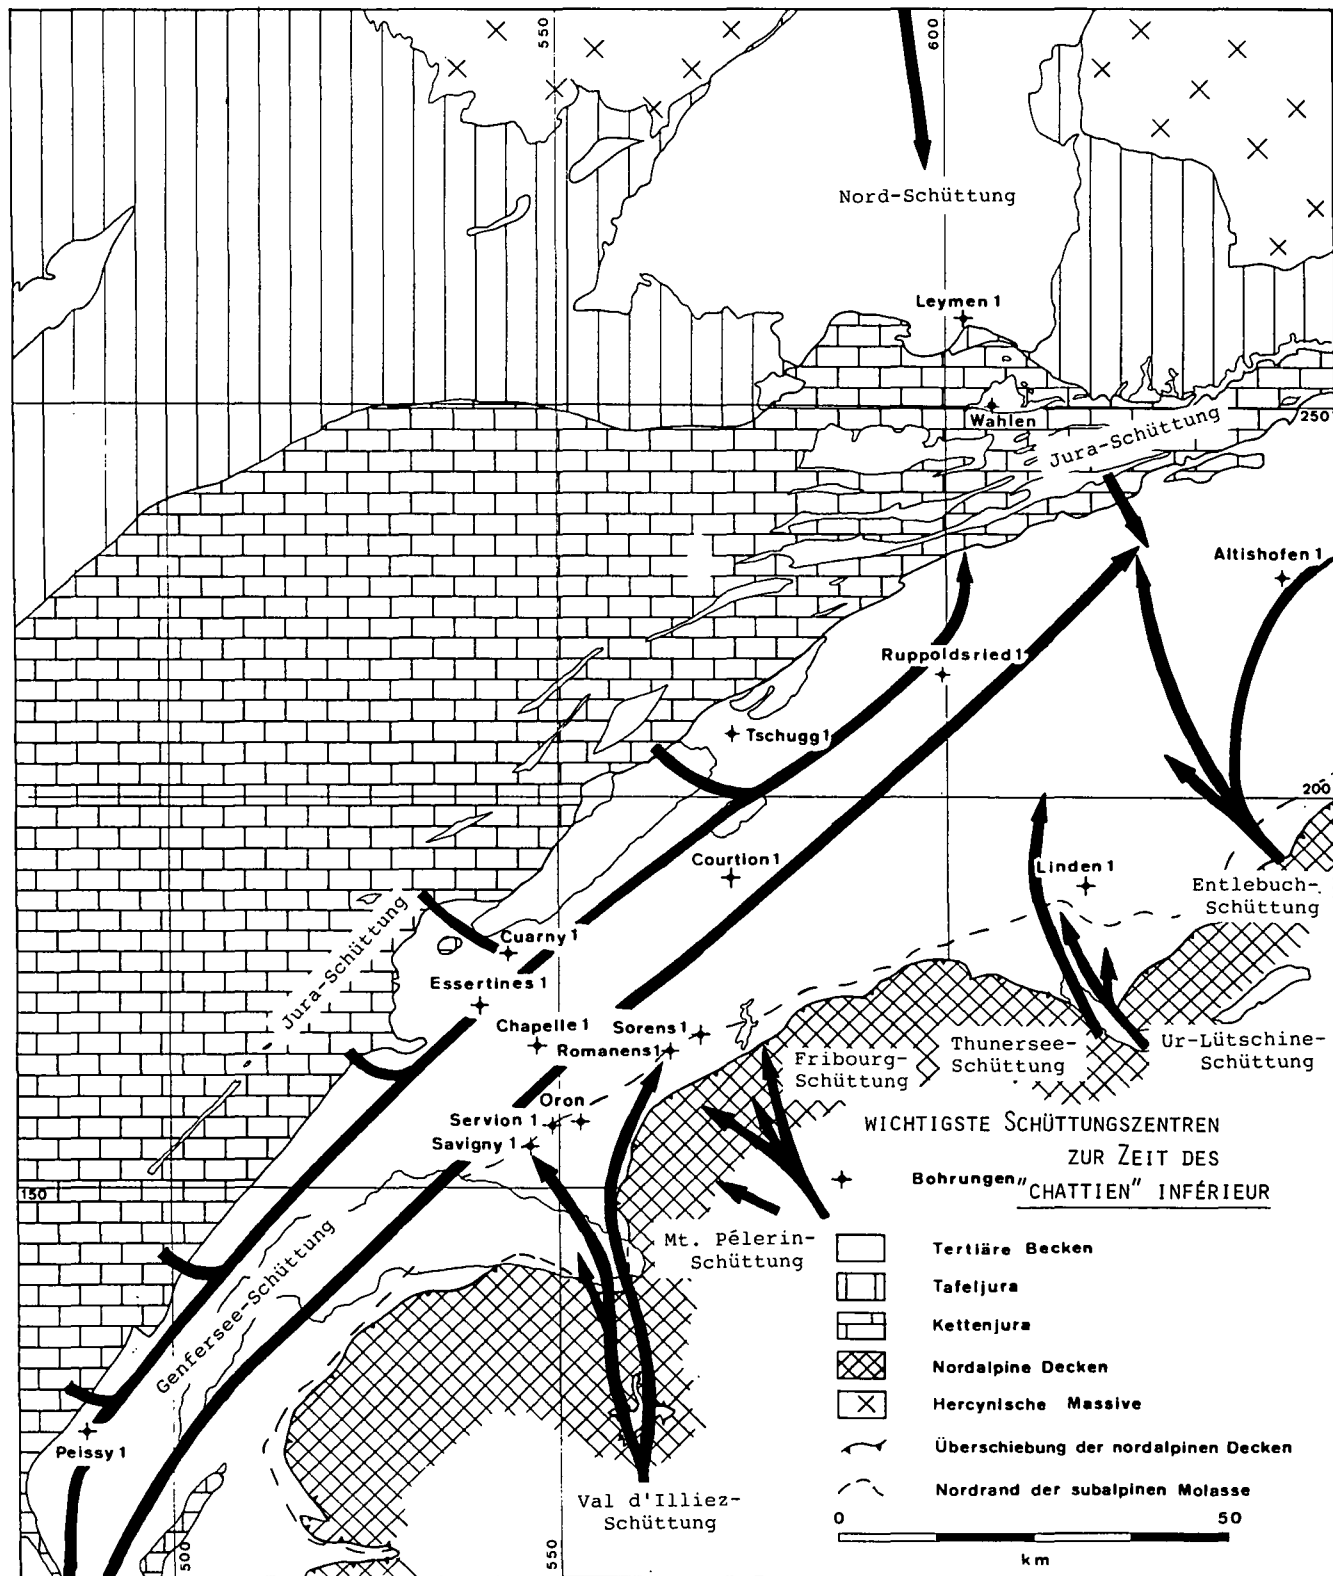 550
600
Nord-Schüttung
Leymen 1
Wahlen
250
Jura-Schüttung
Altishofen 1
Ruppoldsried 1
Tschugg 1
200
Courtion 1
Linden 1
Entlebuch-
Schüttung
Jura-Schüttung
Cuarny 1
Essertines 1
Chapelle 1
Sorens 1
Romanens 1
Fribourg-
Schüttung
Thunersee-
Schüttung
Ur-Lütschine-
Schüttung
Oron
Servion 1
Savigny 1
150
Genfersee-Schüttung
Mt. Pélerin-
Schüttung
Peissy 1
Val d'Illiez-
Schüttung
500
550
WICHTIGSTE SCHÜTTUNGSZENTREN
ZUR ZEIT DES
"CHATTIEN" INFÉRIEUR
Bohrungen
Tertiäre Becken
Tafeljura
Kettenjura
Nordalpine Decken
Hercynische Massive
Überschiebung der nordalpinen Decken
Nordrand der subalpinen Molasse
0 50
km